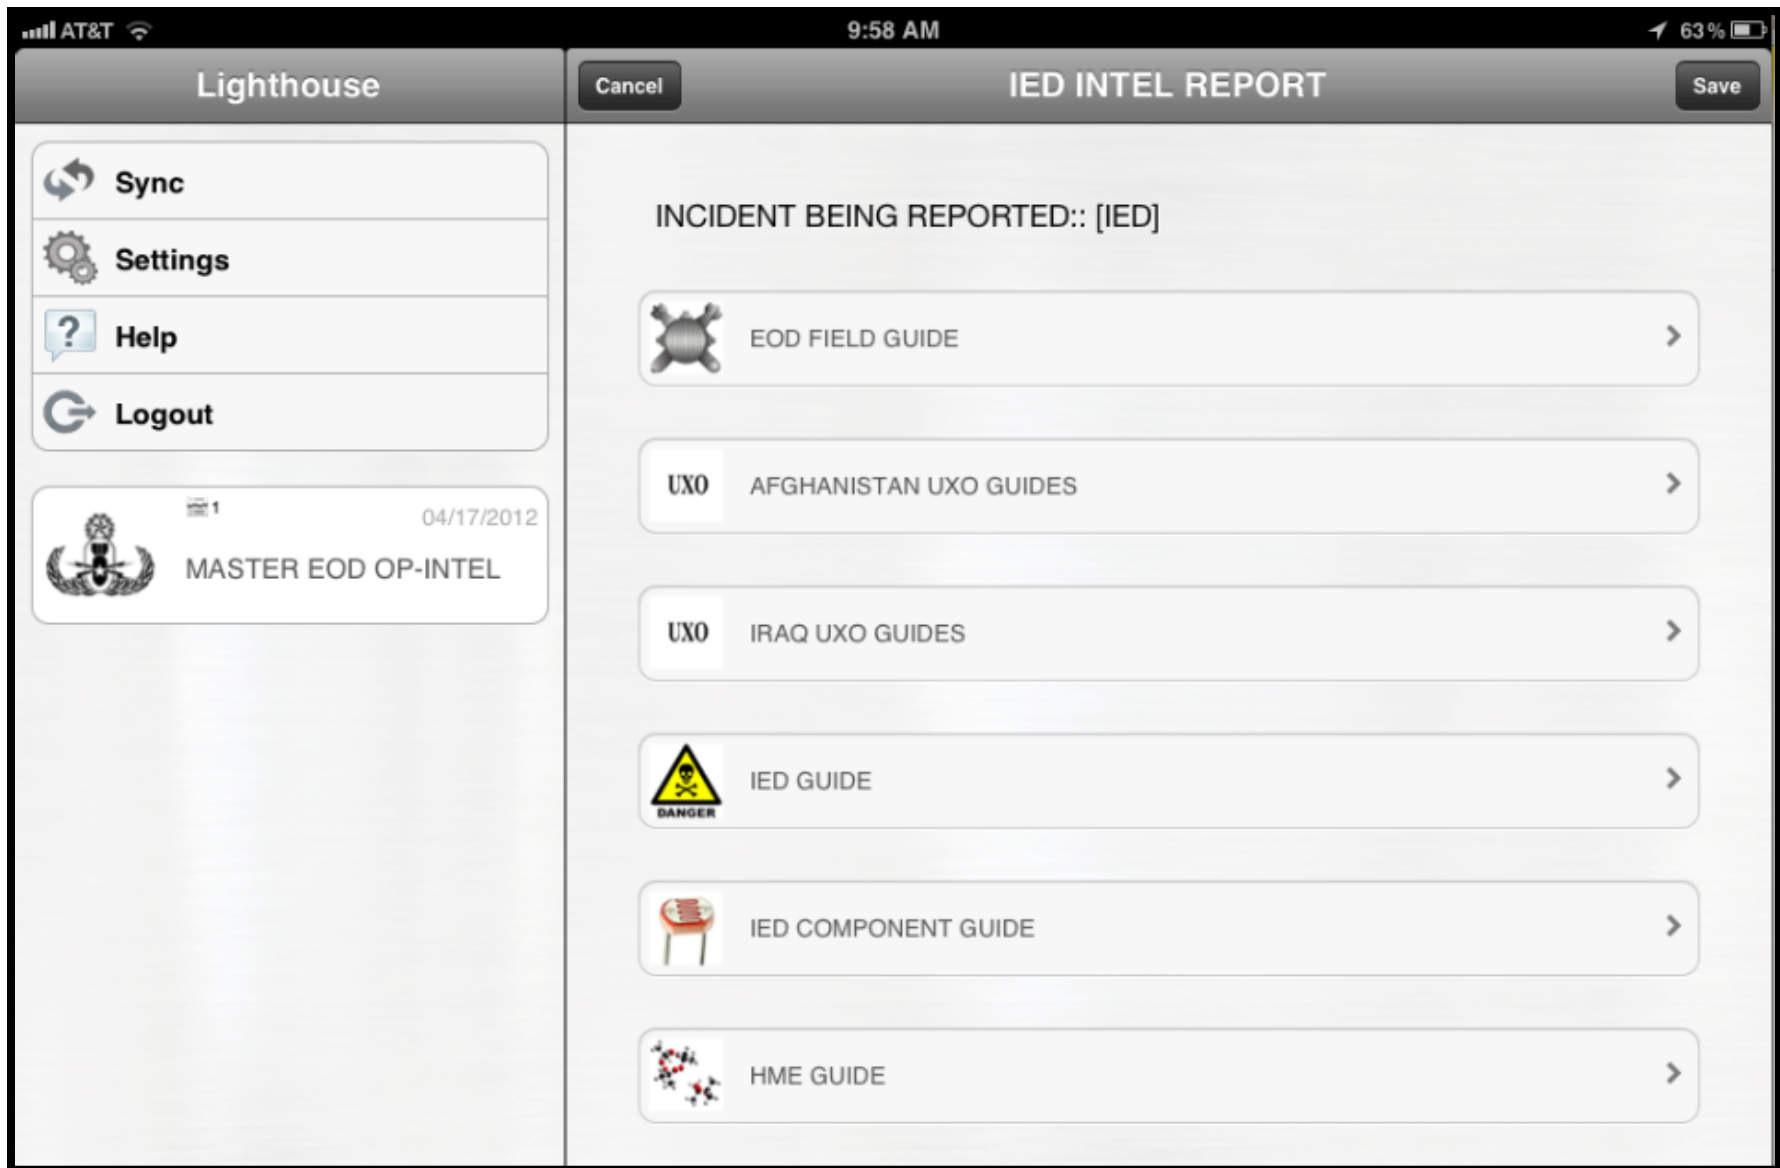 AT&T
9:58 AM
63%
Lighthouse
Cancel
IED INTEL REPORT
Save
Sync
Settings
Help
Logout
1
04/17/2012
MASTER EOD OP-INTEL
INCIDENT BEING REPORTED:: [IED]
EOD FIELD GUIDE
UXO AFGHANISTAN UXO GUIDES
UXO IRAQ UXO GUIDES
DANGER
IED GUIDE
IED COMPONENT GUIDE
HME GUIDE